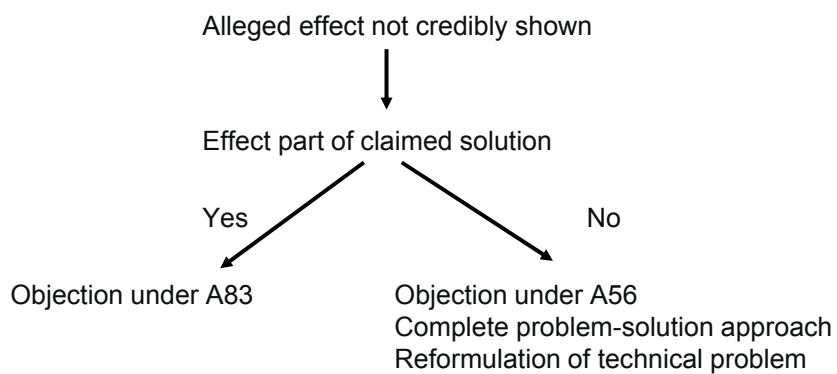 Alleged effect not credibly shown
Effect part of claimed solution
Yes
No
Objection under A83
Objection under A56
Complete problem-solution approach
Reformulation of technical problem